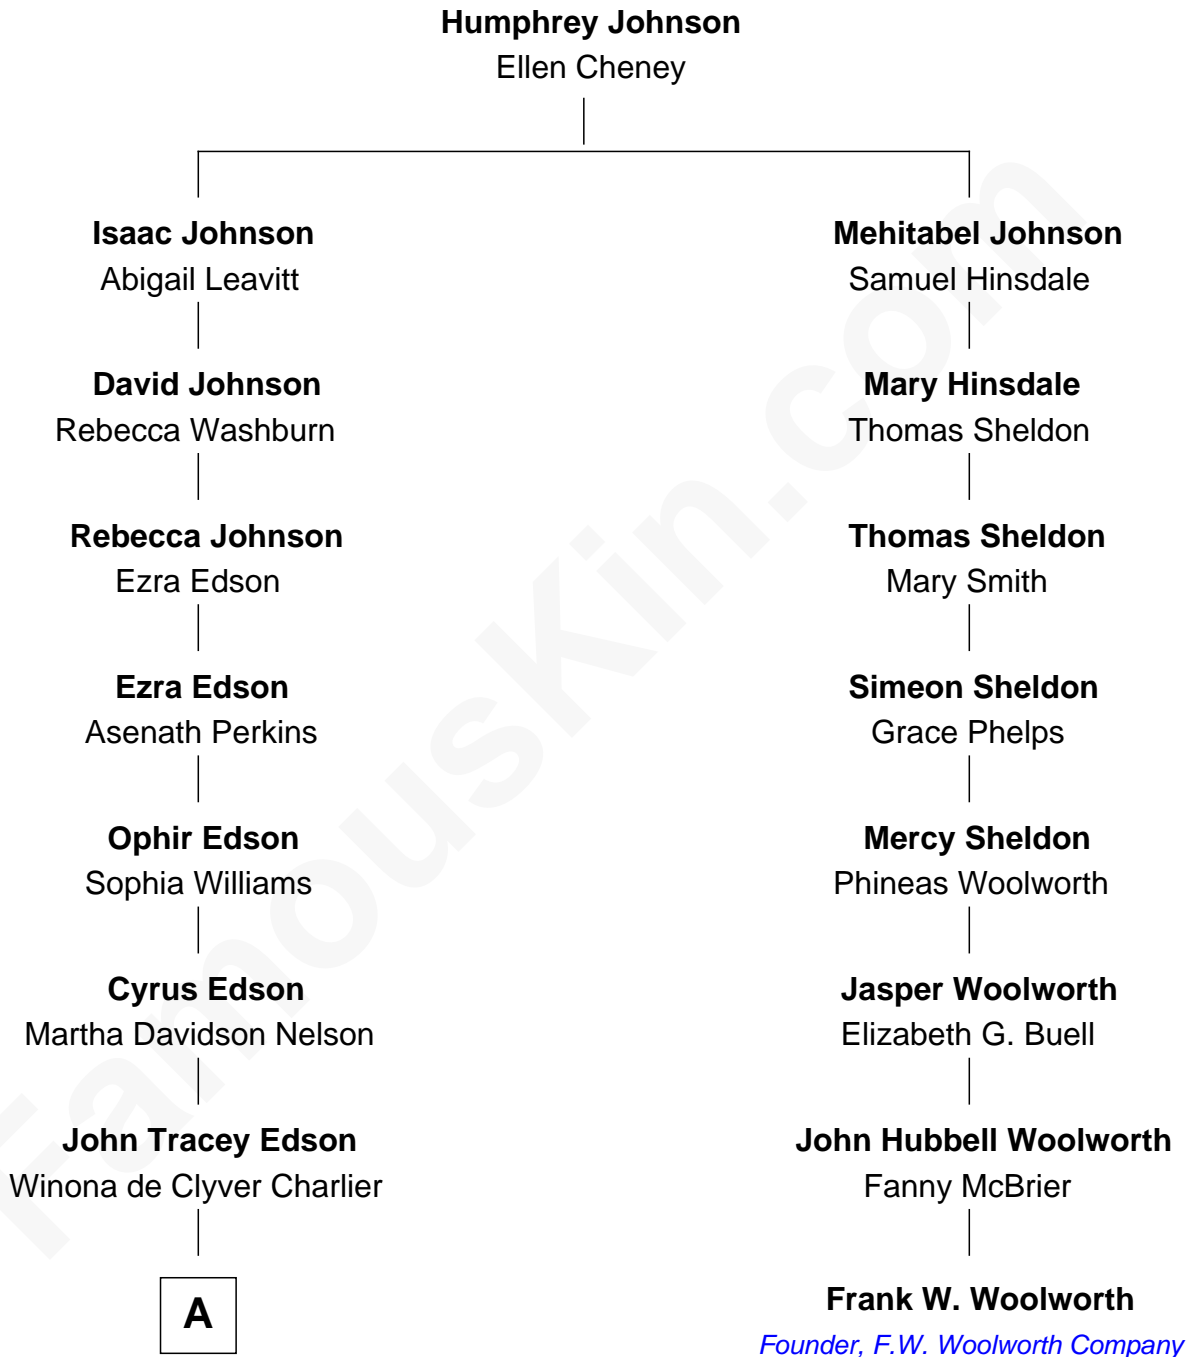 Humphrey Johnson
Ellen Cheney
Isaac Johnson
Abigail Leavitt
Mehitabel Johnson
Samuel Hinsdale
David Johnson
Rebecca Washburn
Mary Hinsdale
Thomas Sheldon
Rebecca Johnson
Ezra Edson
Thomas Sheldon
Mary Smith
Ezra Edson
Asenath Perkins
Simeon Sheldon
Grace Phelps
Ophir Edson
Sophia Williams
Mercy Sheldon
Phineas Woolworth
Cyrus Edson
Martha Davidson Nelson
Jasper Woolworth
Elizabeth G. Buell
John Tracey Edson
Winona de Clyver Charlier
John Hubbell Woolworth
Fanny McBrier
A
Frank W. Woolworth
Founder, F.W. Woolworth Company
FamousKin.com